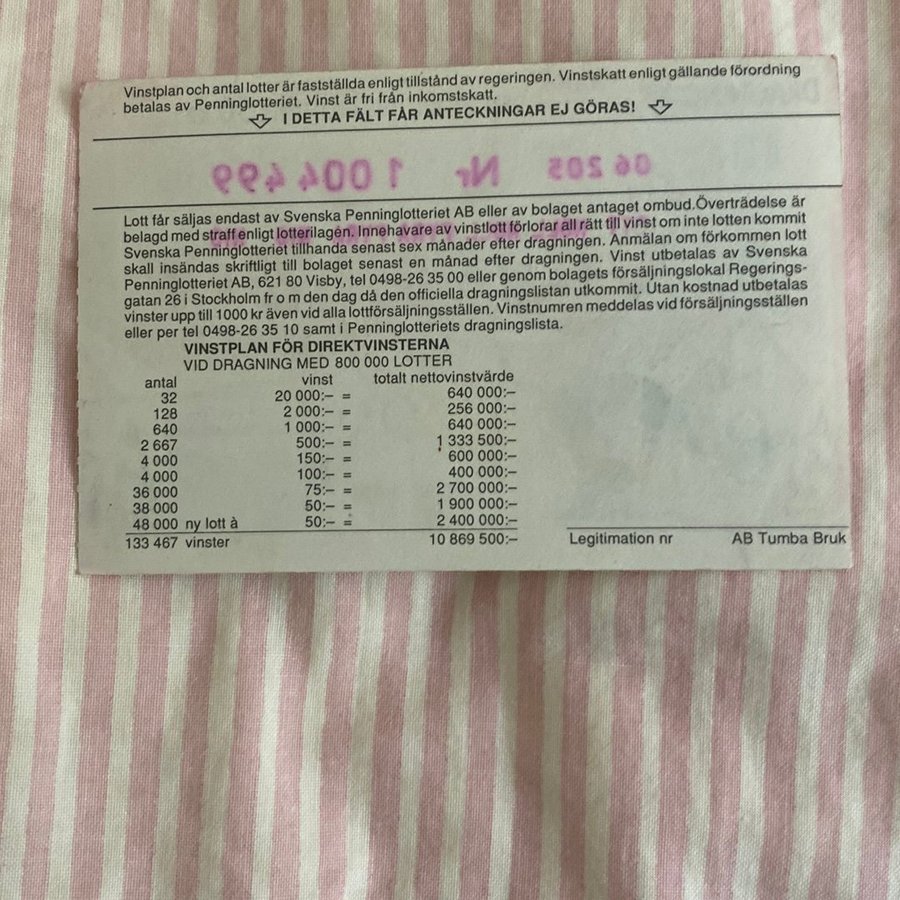 Vinstplan och antal lotter är fastställda enligt tillstånd av regeringen. Vinstskatt enligt gällande förordning
betalas av Penninglotteriet. Vinst är fri från inkomstskatt.
I DETTA FÄLT FÅR ANTECKNINGAR EJ GÖRAS!
06 205 Nr 1 004 499
Lott får säljas endast av Svenska Penninglotteriet AB eller av bolaget antaget ombud. Överträdelse är
belagd med straff enligt lotterilagen. Innehavare av vinstlott förlorar all rätt till vinst om inte lotten kommit
Svenska Penninglotteriet tillhanda senast sex månader efter dragningen. Anmälan om förkommen lott
skall insändas skriftligt till bolaget senast en månad efter dragningen. Vinst utbetalas av Svenska
Penninglotteriet AB, 621 80 Visby, tel 0498-26 35 00 eller genom bolagets försäljningslokal Regerings-
gatan 26 i Stockholm fr o m den dag då den officiella dragningslistan utkommit. Utan kostnad utbetalas
vinster upp till 1000 kr även vid alla lottförsäljningsställen. Vinstnumren meddelas vid försäljningsställen
eller per tel 0498-26 35 10 samt i Penninglotteriets dragningslista.
VINSTPLAN FÖR DIREKTVINSTERNA
VID DRAGNING MED 800 000 LOTTER
antal vinst totalt nettovinstvärde
32 20 000:– = 640 000:–
128 2 000:– = 256 000:–
640 1 000:– = 640 000:–
2 667 500:– = 1 333 500:–
4 000 150:– = 600 000:–
4 000 100:– = 400 000:–
36 000 75:– = 2 700 000:–
38 000 50:– = 1 900 000:–
48 000 ny lott à 50:– = 2 400 000:–
133 467 vinster 10 869 500:–
Legitimation nr AB Tumba Bruk